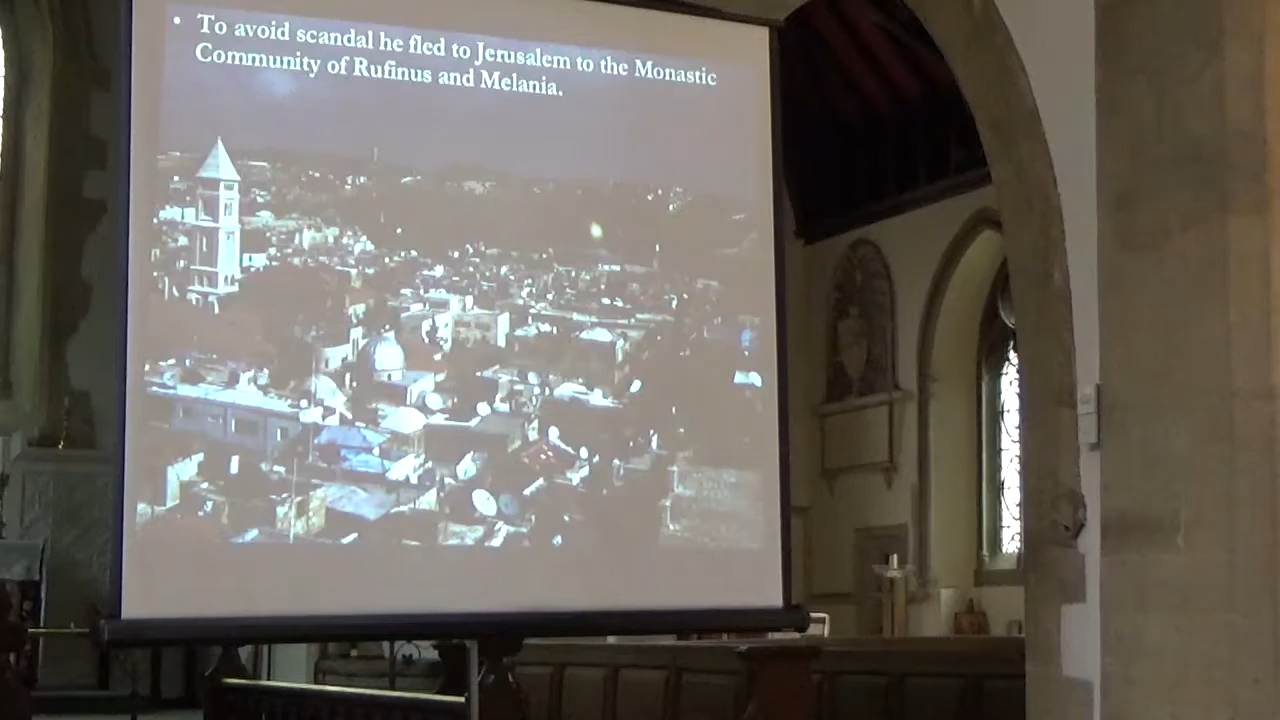 • To avoid scandal he fled to Jerusalem to the Monastic
Community of Rufinus and Melania.